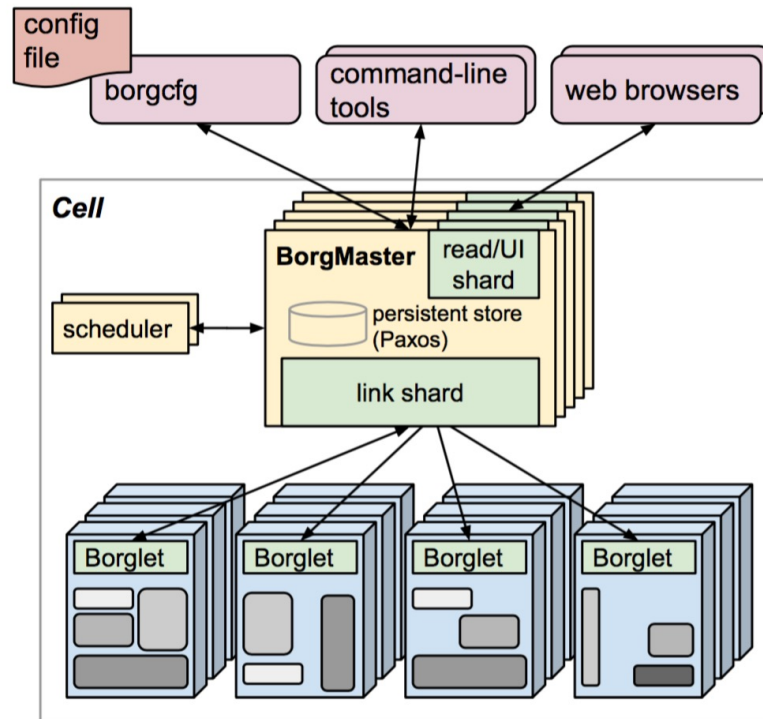 config
file
borgcfg
command-line
tools
web browsers
Cell
BorgMaster
read/UI
shard
scheduler
persistent store
(Paxos)
link shard
Borglet
Borglet
Borglet
Borglet